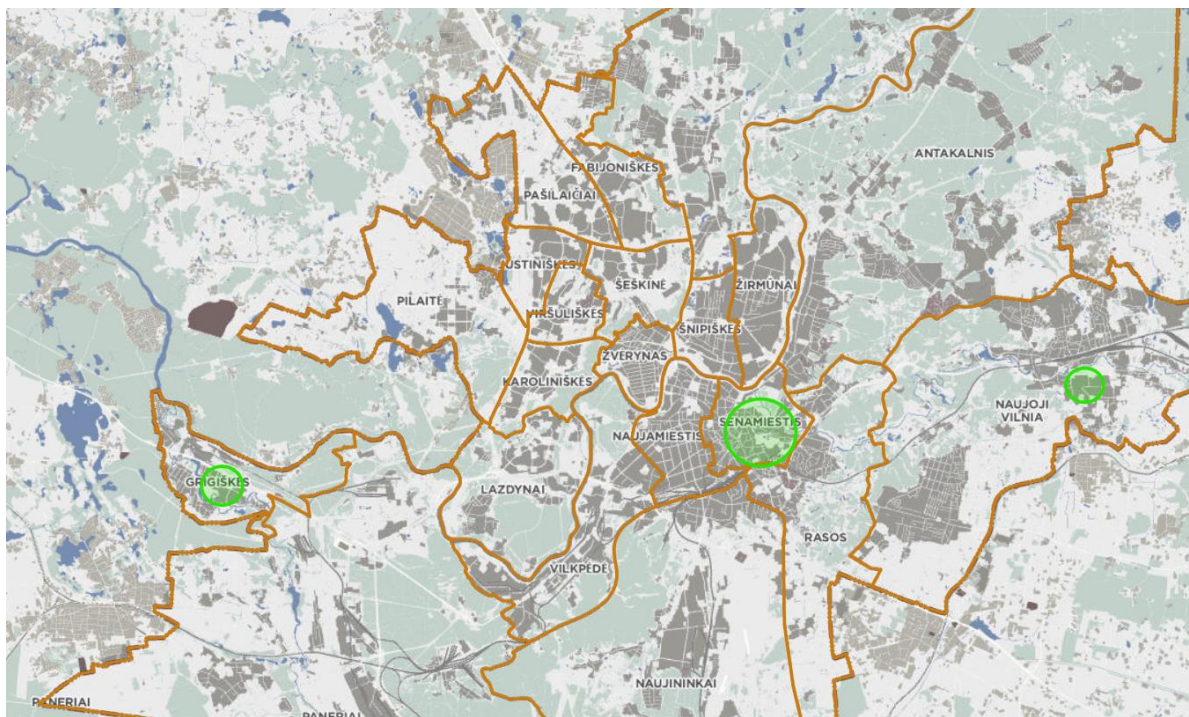 ANTAKALNIS
FABIJONIŠKĖS
PAŠILAIČIAI
JUSTINIŠKĖS
ŠEŠKINĖ
ŽIRMŪNAI
PILAITĖ
VIRŠULIŠKĖS
ŠNIPIŠKĖS
ŽVĖRYNAS
KAROLINIŠKĖS
NAUJOJI
VILNIA
SENAMIESTIS
NAUJAMIESTIS
GRIGIŠKĖS
LAZDYNAI
RASOS
VILKPĖDĖ
NAUJININKAI
PANERIAI
PANERIAI